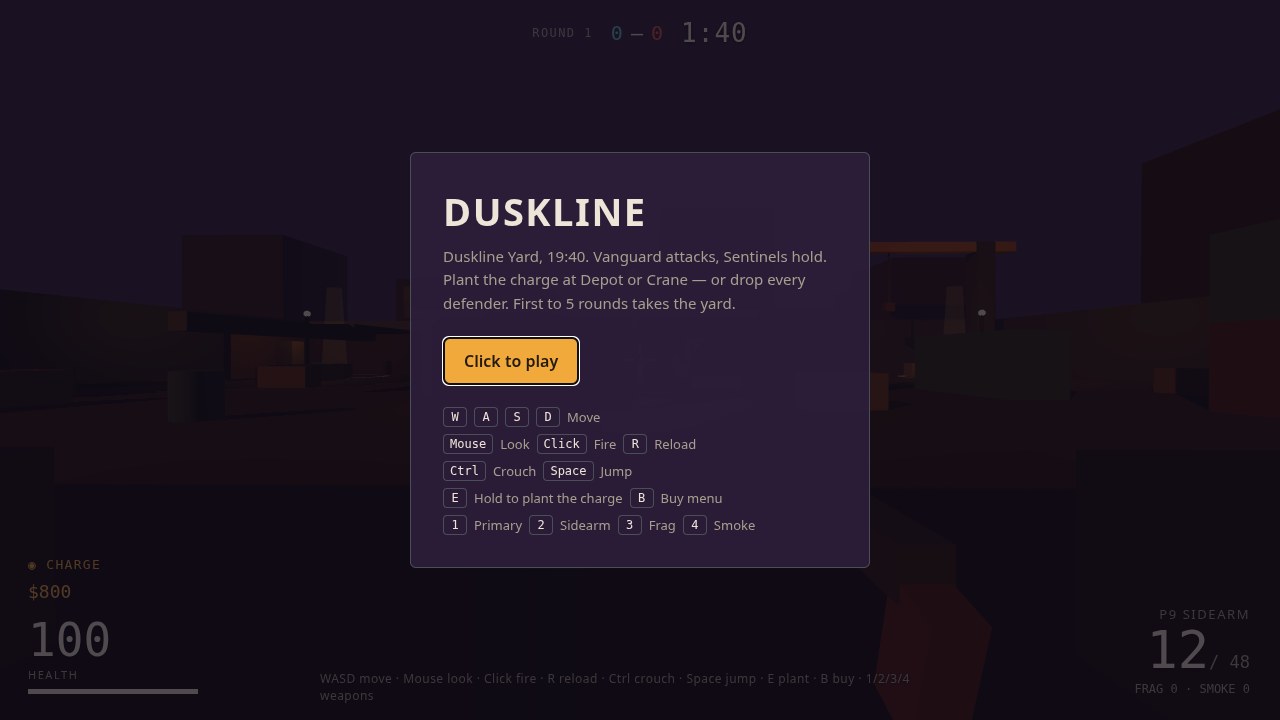 ROUND 1 0 — 0 1:40
DUSKLINE
Duskline Yard, 19:40. Vanguard attacks, Sentinels hold.
Plant the charge at Depot or Crane — or drop every
defender. First to 5 rounds takes the yard.
Click to play
W A S D Move
Mouse Look Click Fire R Reload
Ctrl Crouch Space Jump
E Hold to plant the charge B Buy menu
1 Primary 2 Sidearm 3 Frag 4 Smoke
◉ CHARGE
$800
100
HEALTH
WASD move · Mouse look · Click fire · R reload · Ctrl crouch · Space jump · E plant · B buy · 1/2/3/4
weapons
P9 SIDEARM
12 / 48
FRAG 0 · SMOKE 0